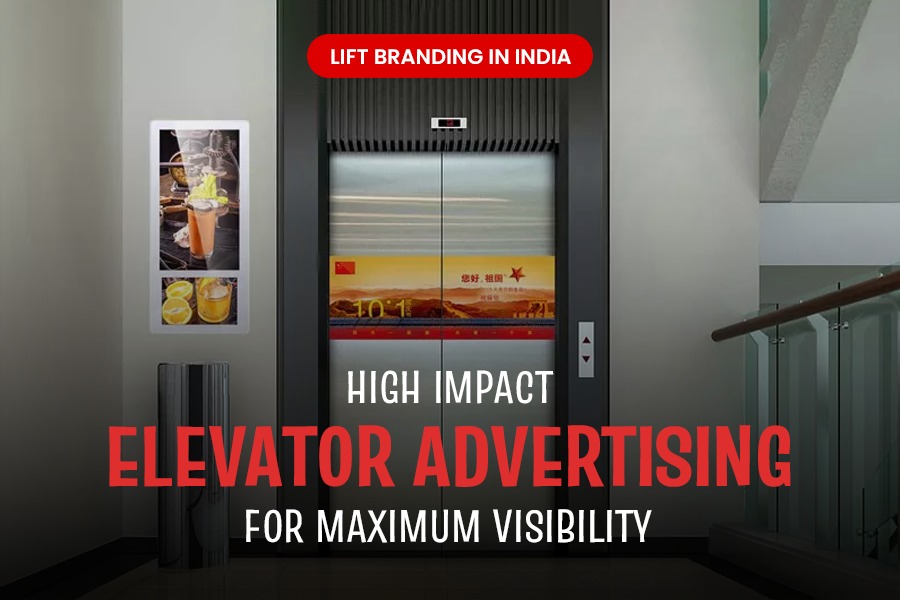 LIFT BRANDING IN INDIA
您好,祖国
10·1
HIGH IMPACT
ELEVATOR ADVERTISING
FOR MAXIMUM VISIBILITY